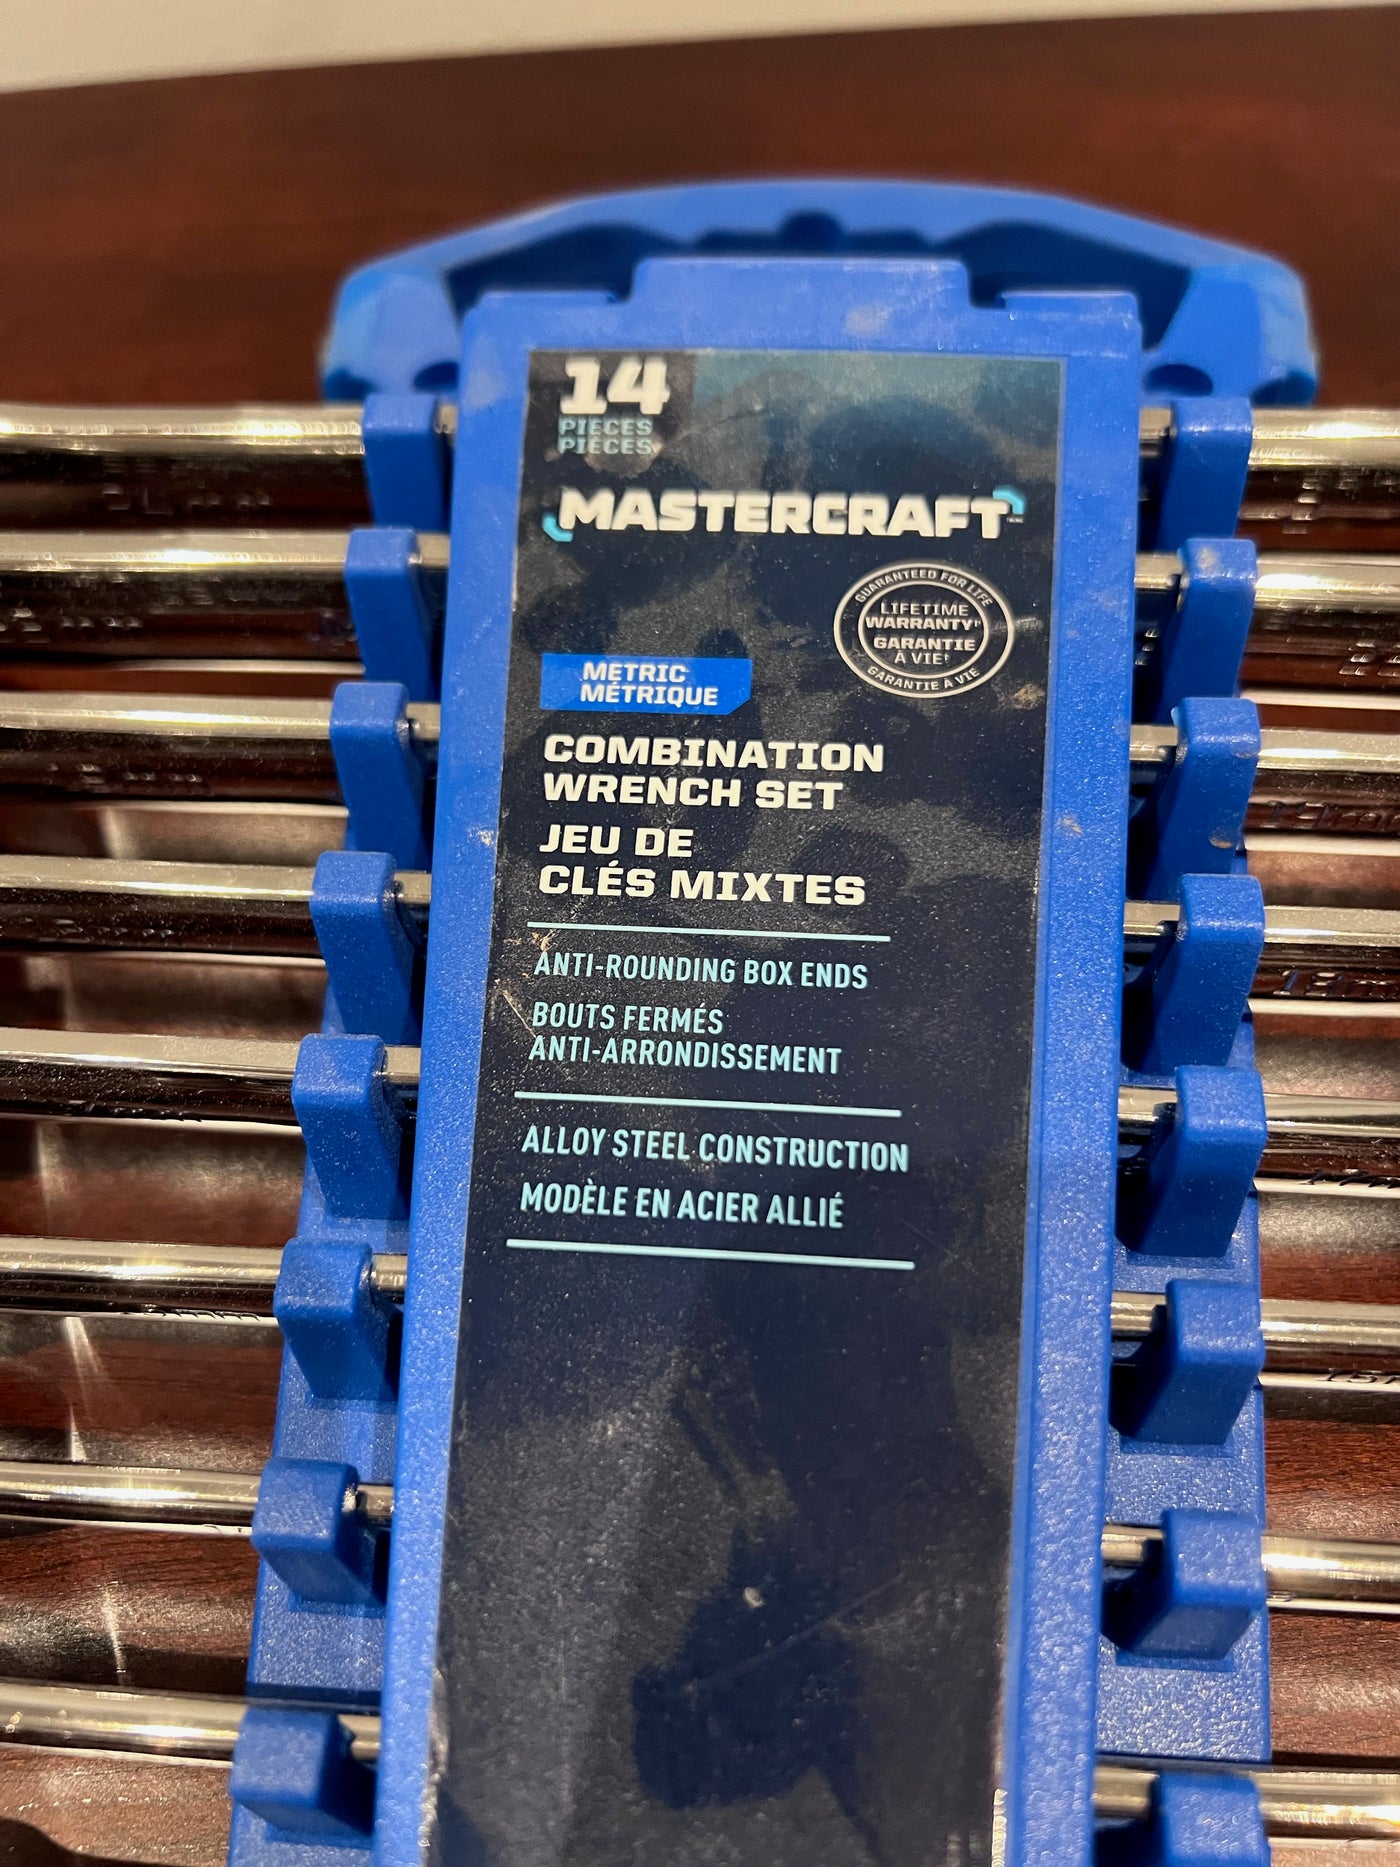 14
PIECES
PIÈCES
MASTERCRAFT
GUARANTEED FOR LIFE
LIFETIME
WARRANTY†
GARANTIE
À VIE†
GARANTIE À VIE
METRIC
MÉTRIQUE
COMBINATION
WRENCH SET
JEU DE
CLÉS MIXTES
ANTI-ROUNDING BOX ENDS
BOUTS FERMÉS
ANTI-ARRONDISSEMENT
ALLOY STEEL CONSTRUCTION
MODÈLE EN ACIER ALLIÉ